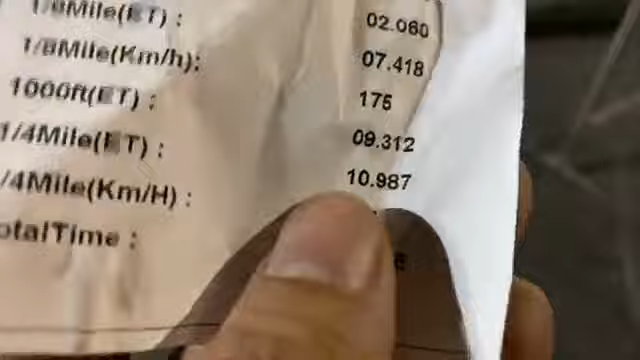 1/8Mile(ET) : 02.060
1/8Mile(Km/h): 07.418
1000ft(ET) : 175
1/4Mile(ET) : 09.312
/4Mile(Km/H) : 10.987
otalTime :